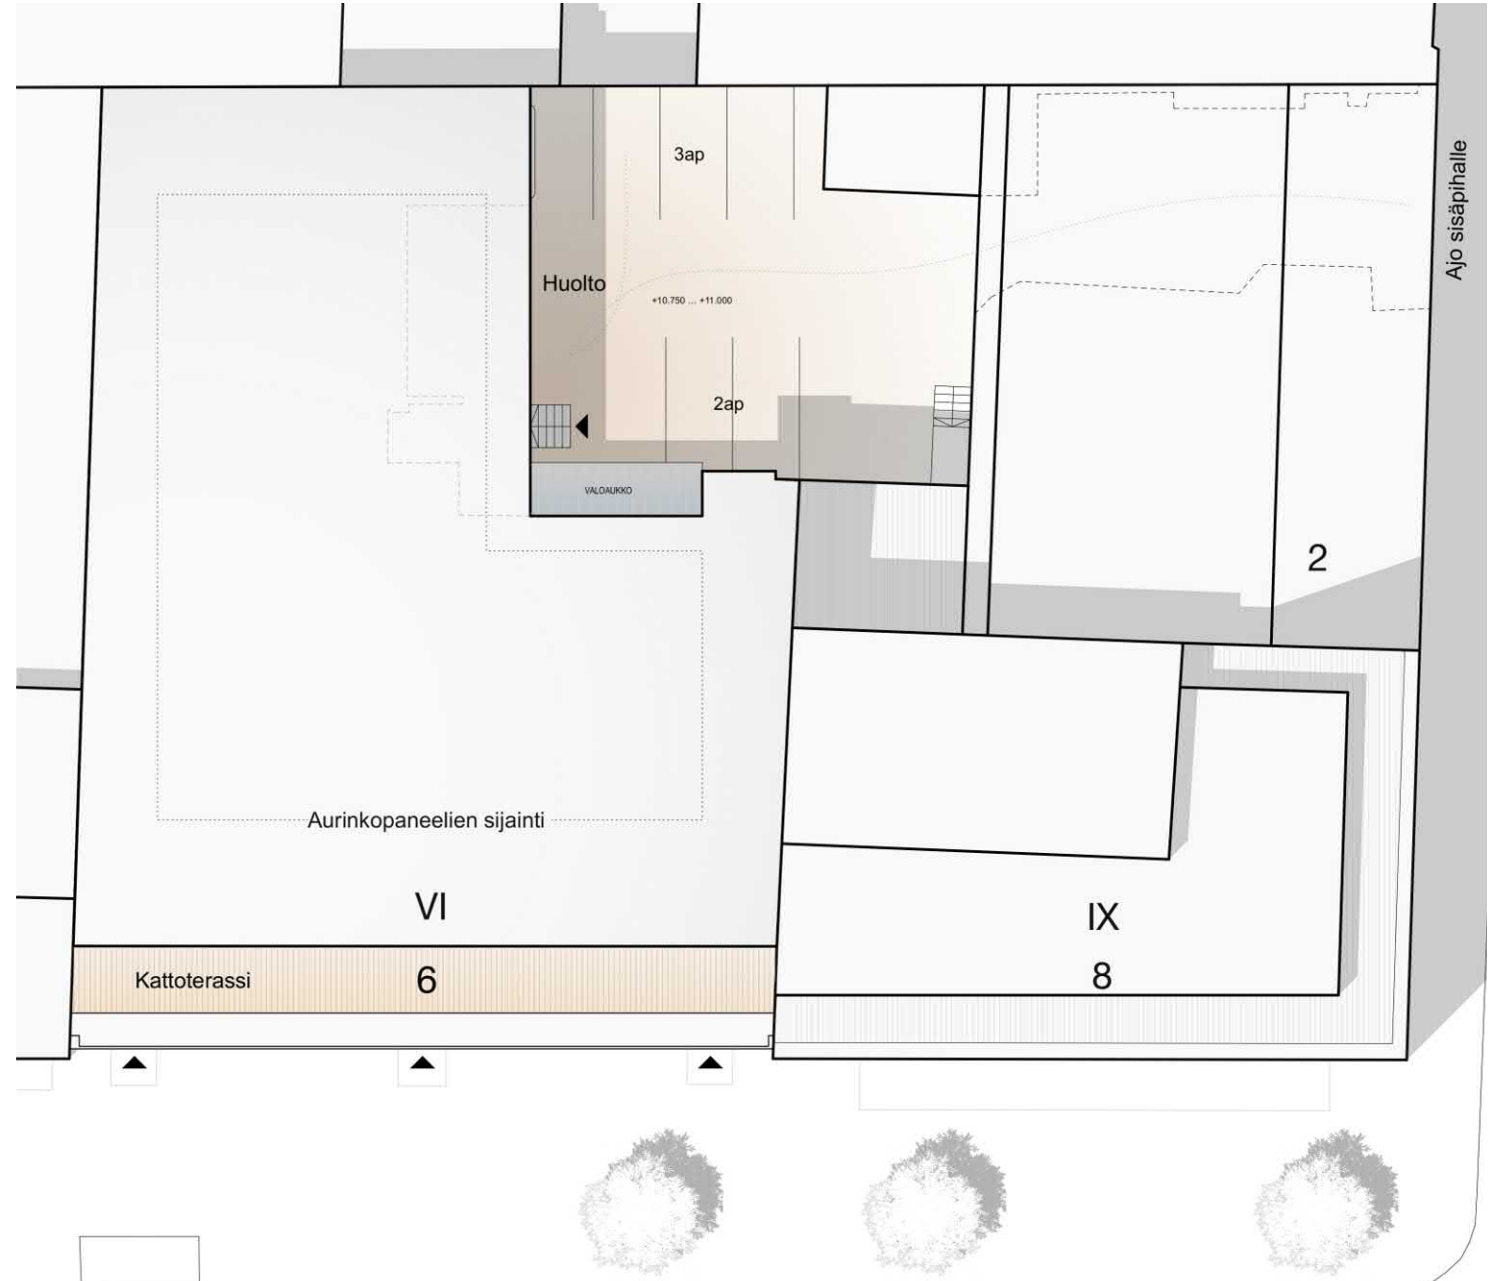 3ap
Ajo sisäpihalle
Huolto
+10.750 ... +11.000
2ap
VALOAUKKO
2
Aurinkopaneelien sijainti
VI
IX
Kattoterassi
6
8